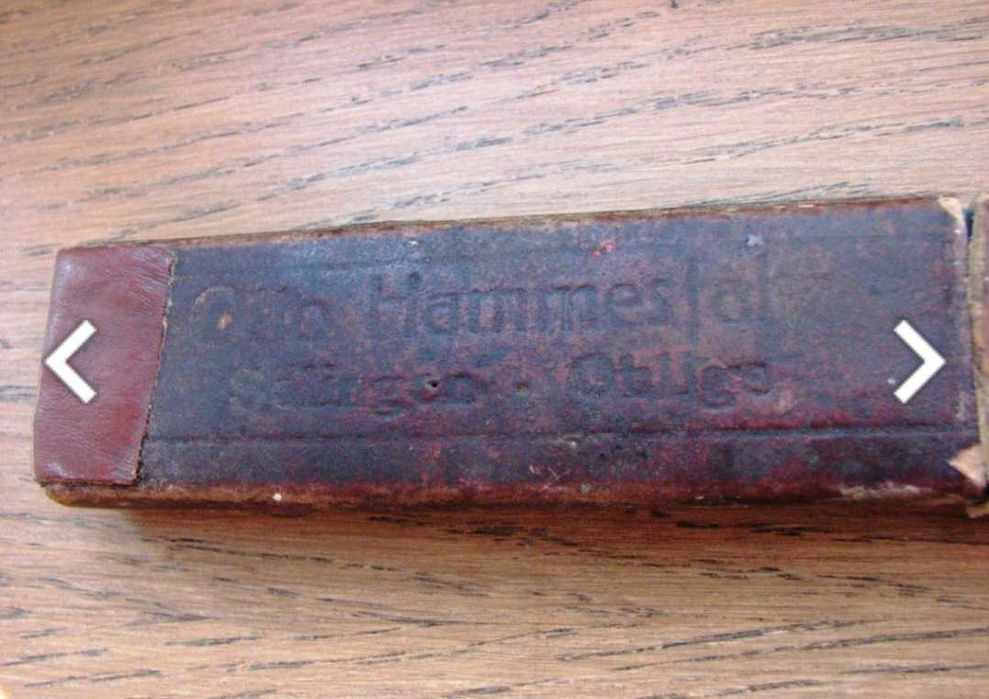 Otto Hammesfahr
Solingen - Ohligs